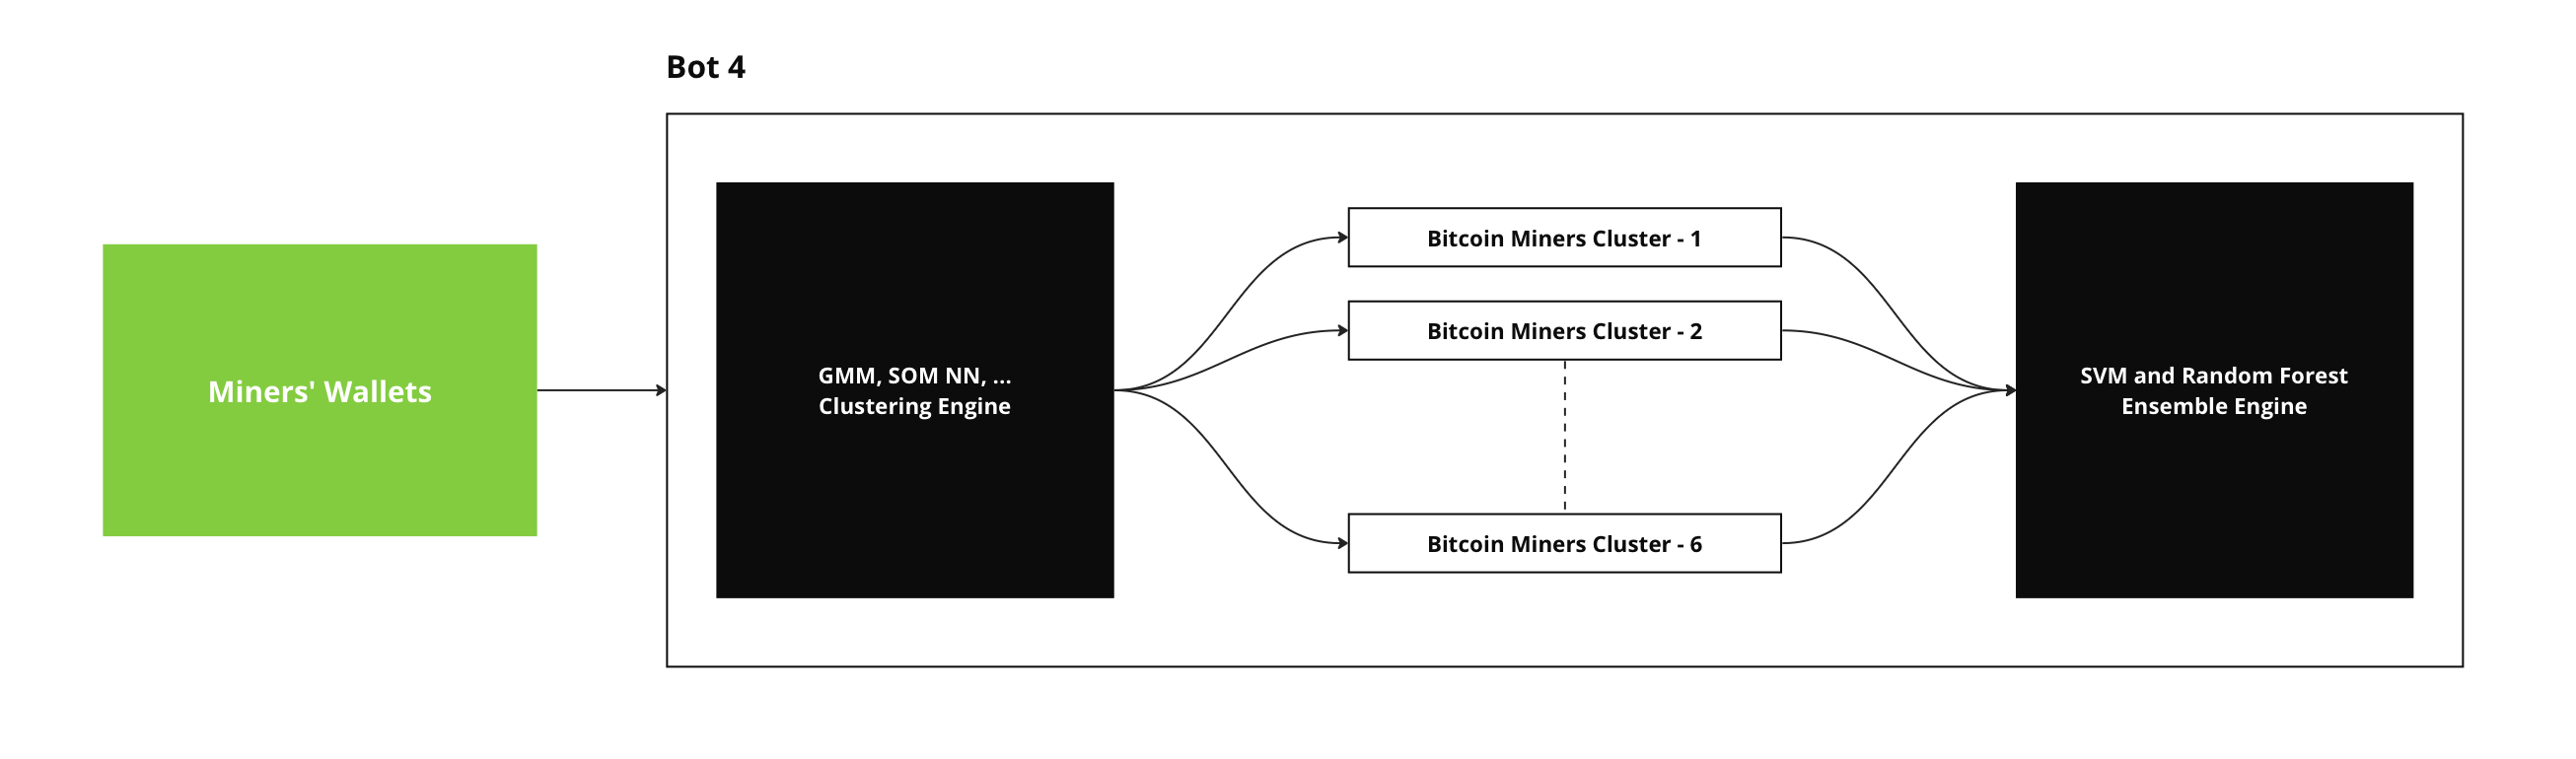 Bot 4
Miners' Wallets
GMM, SOM NN, ...
Clustering Engine
Bitcoin Miners Cluster - 1
Bitcoin Miners Cluster - 2
Bitcoin Miners Cluster - 6
SVM and Random Forest
Ensemble Engine